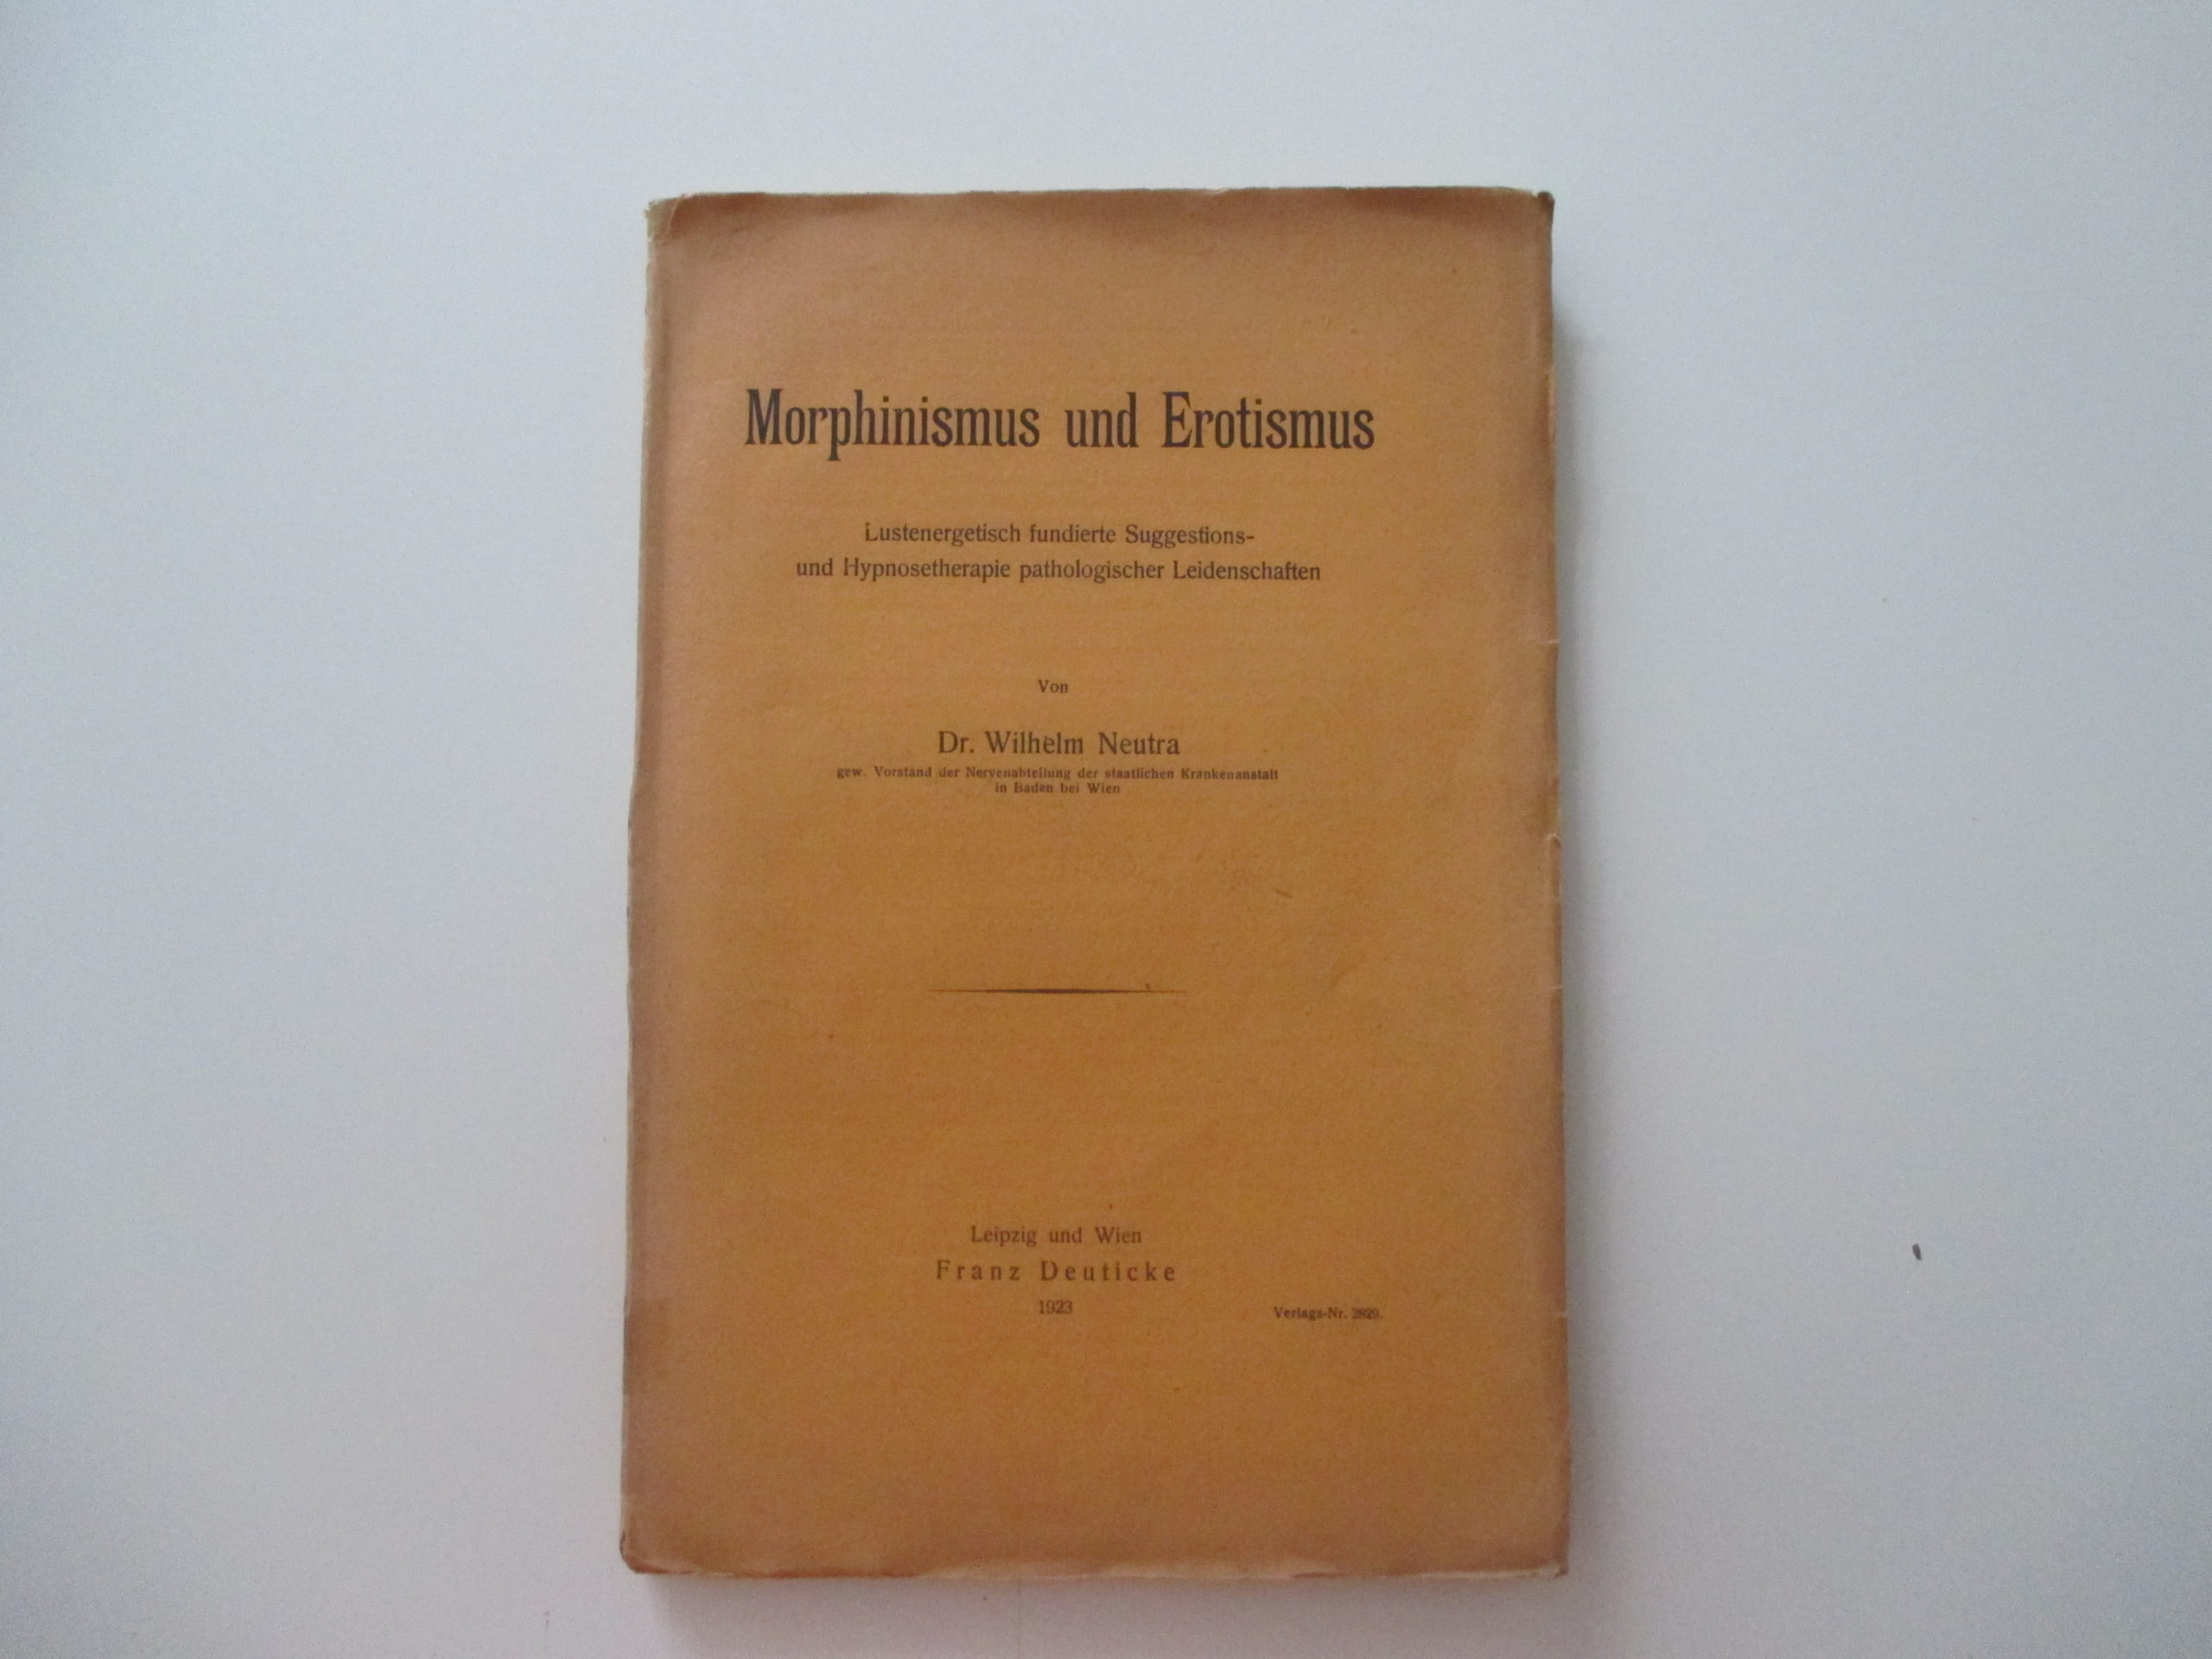 Morphinismus und Erotismus
Lustenergetisch fundierte Suggestions-
und Hypnosetherapie pathologischer Leidenschaften
Von
Dr. Wilhelm Neutra
gew. Vorstand der Nervenabteilung der staatlichen Krankenanstalt
in Baden bei Wien
Leipzig und Wien
Franz Deuticke
1923
Verlags-Nr. 2829.